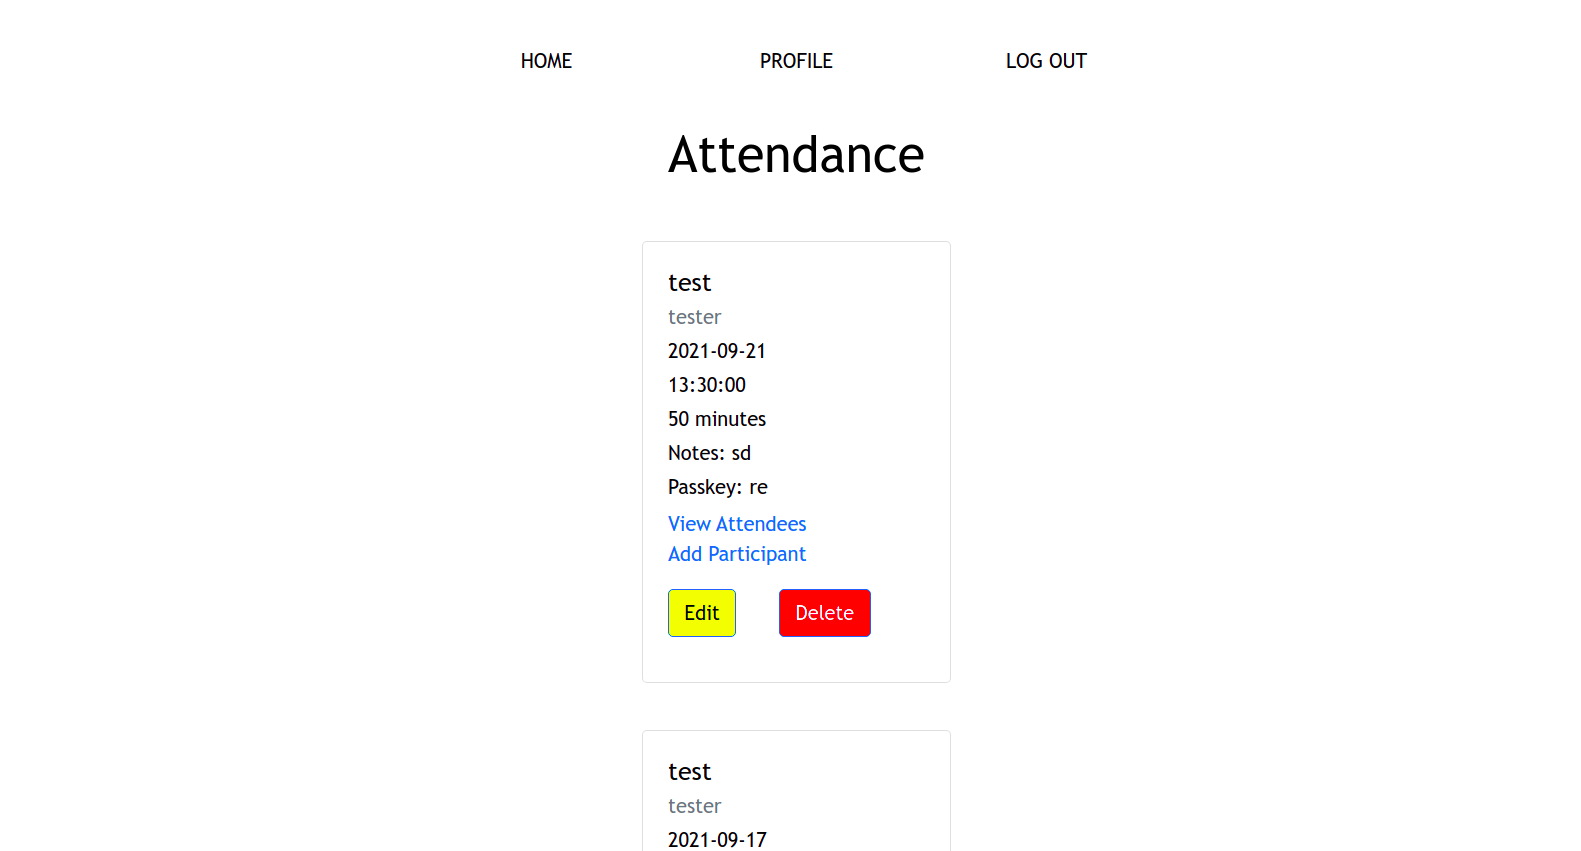 HOME PROFILE LOG OUT
Attendance
test
tester
2021-09-21
13:30:00
50 minutes
Notes: sd
Passkey: re
View Attendees
Add Participant
Edit Delete
test
tester
2021-09-17